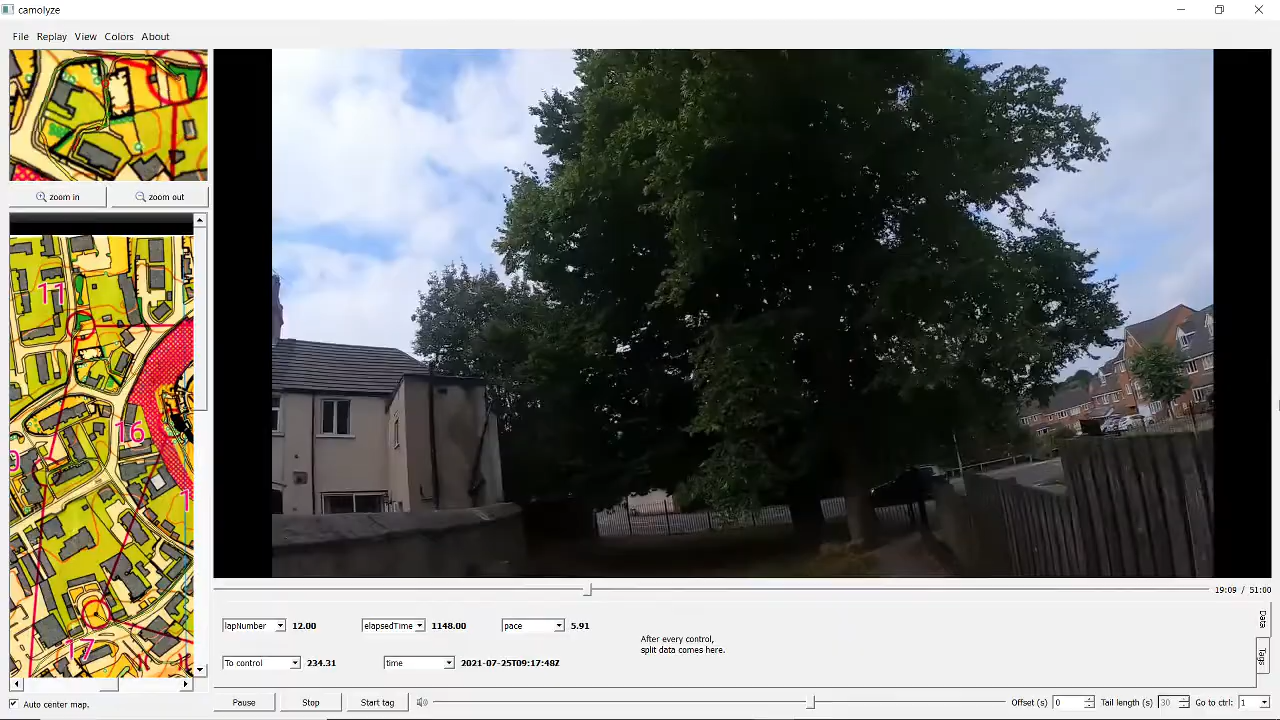 camolyze
File Replay View Colors About
zoom in zoom out
11
16
17
19:09 / 51:00
lapNumber 12.00 elapsedTime 1148.00 pace 5.91
After every control,
split data comes here.
To control 234.31 time 2021-07-25T09:17:48Z
Data
Tags
Auto center map.
Pause Stop Start tag Offset (s) 0 Tail length (s) 30 Go to ctrl: 1